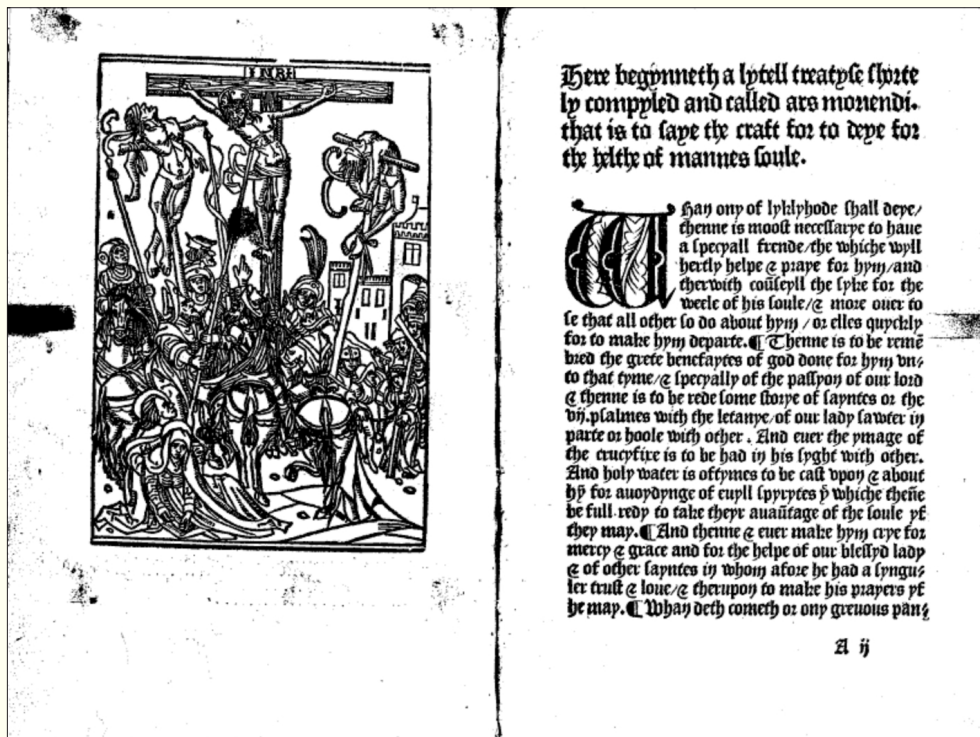 INRI
Here begynneth a lytell treatyse shorte
ly compyled and called ars moriendi.
that is to saye the craft for to deye for
the helthe of mannes soule.
Whan ony of lyklyhode shall deye/
thenne is moost necessarye to haue
a specyall frende/the whiche wyll
hertly helpe & praye for hym/and
therwith coūseyll the syke for the
weele of his soule/& more ouer to
se that all other so do about hym / or elles quyckly
for to make hym departe.¶ Thenne is to be remē
bred the grete benefaytes of god done for hym vn⸗
to that tyme/& specyally of the passyon of our lord
& thenne is to be rede some storye of sayntes or the
vij.psalmes with the letanye/of our lady sawter in
parte or hoole with other . And euer the ymage of
the crucyfixe is to be had in his syght with other.
And holy water is oftymes to be cast vpon & about
hȳ for auoydynge of euyll spyrytes yͭ whiche thēne
be full redy to take theyr auaūtage of the soule yf
they may.¶ And thenne & euer make hym crye for
mercy & grace and for the helpe of our blessyd lady
& of other sayntes in whom afore he had a syngu⸗
ler trust & loue/& therupon to make his prayers yf
he may.¶ Whan deth cometh or ony greuous pan⸗
A ij